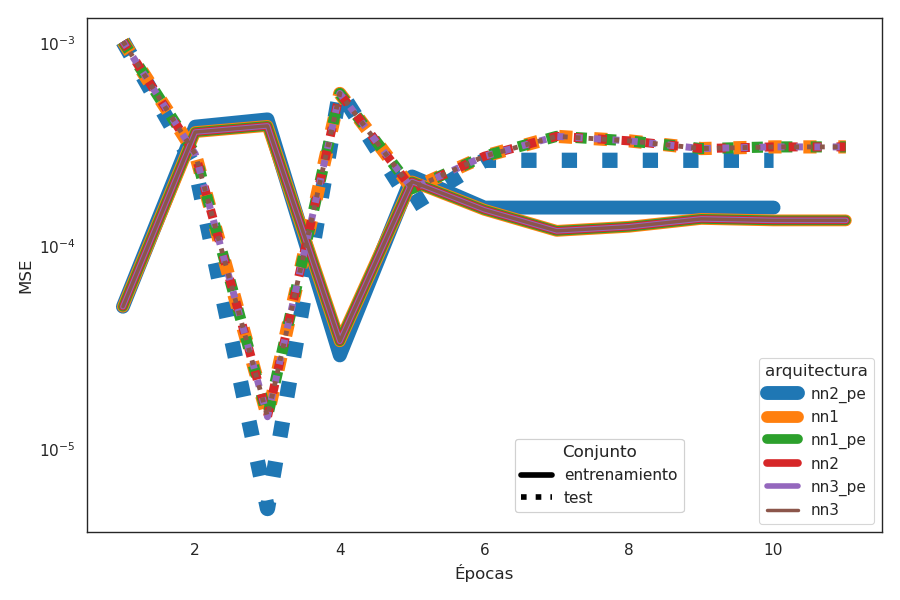 10⁻³
10⁻⁴
10⁻⁵
MSE
2
4
6
8
10
Épocas
Conjunto
entrenamiento
test
arquitectura
nn2_pe
nn1
nn1_pe
nn2
nn3_pe
nn3